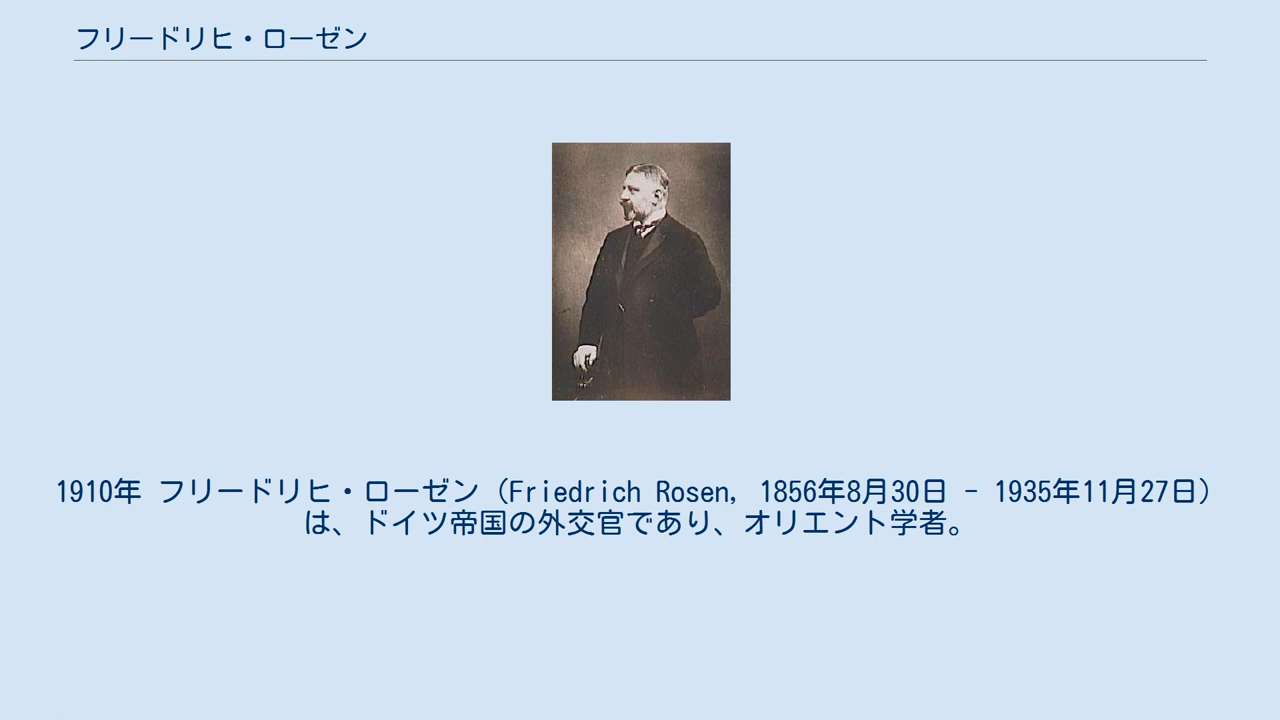 フリードリヒ・ローゼン
1910年 フリードリヒ・ローゼン（Friedrich Rosen, 1856年8月30日 - 1935年11月27日）
は、ドイツ帝国の外交官であり、オリエント学者。